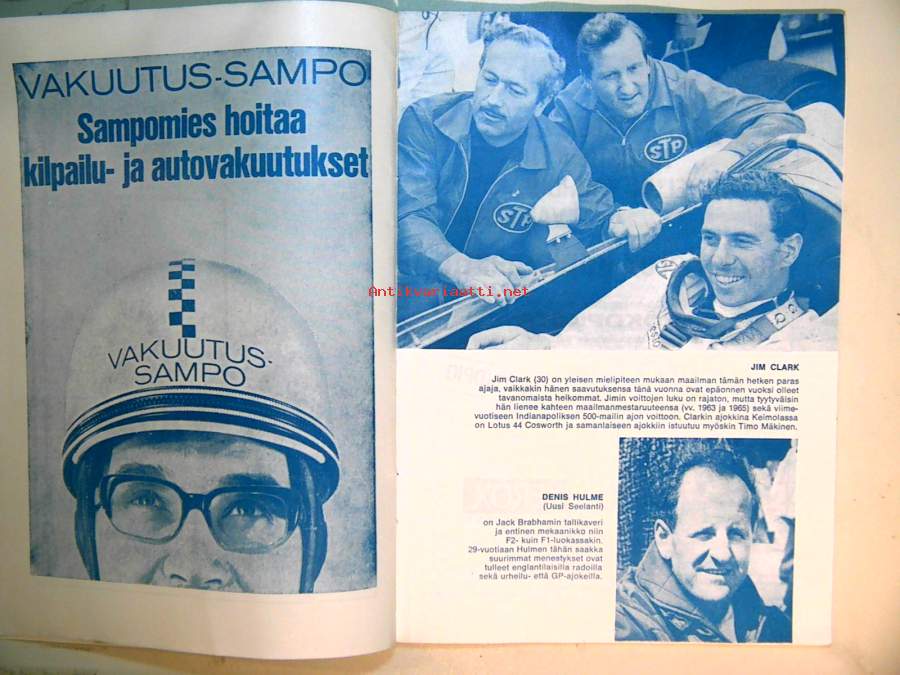 VAKUUTUS-SAMPO
Sampomies hoitaa
kilpailu- ja autovakuutukset
VAKUUTUS-
SAMPO
STP
STP
Antikvariaatti.net
JIM CLARK
Jim Clark (30) on yleisen mielipiteen mukaan maailman tämän hetken paras
ajaja, vaikkakin hänen saavutuksensa tänä vuonna ovat epäonnen vuoksi olleet
tavanomaista heikommat. Jimin voittojen luku on rajaton, mutta tyytyväisin
hän lienee kahteen maailmanmestaruuteensa (vv. 1963 ja 1965) sekä viime-
vuotiseen Indianapoliksen 500-mailin ajon voittoon. Clarkin ajokkina Keimolassa
on Lotus 44 Cosworth ja samanlaiseen ajokkiin istuutuu myöskin Timo Mäkinen.
DENIS HULME
(Uusi Seelanti)
on Jack Brabhamin tallikaveri
ja entinen mekaanikko niin
F2- kuin F1-luokassakin.
29-vuotiaan Hulmen tähän saakka
suurimmat menestykset ovat
tulleet englantilaisilla radoilla
sekä urheilu- että GP-ajokeilla.